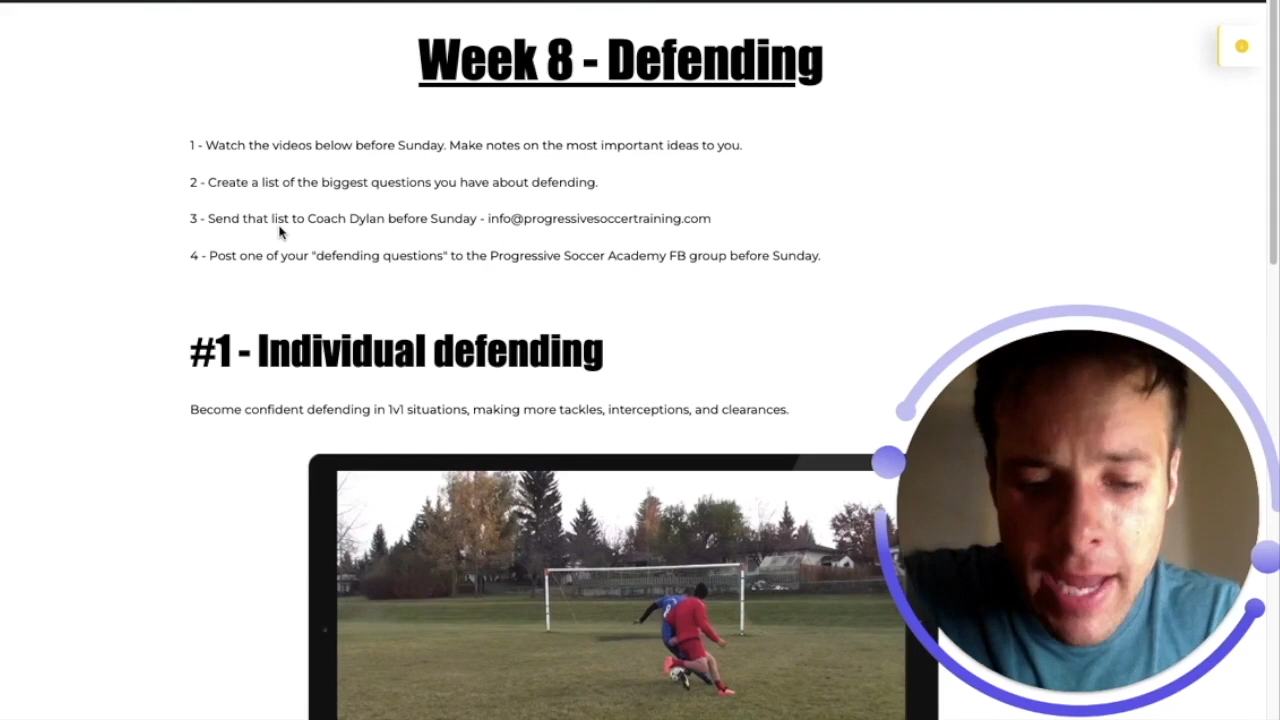 Week 8 - Defending
1 - Watch the videos below before Sunday. Make notes on the most important ideas to you.
2 - Create a list of the biggest questions you have about defending.
3 - Send that list to Coach Dylan before Sunday - info@progressivesoccertraining.com
4 - Post one of your "defending questions" to the Progressive Soccer Academy FB group before Sunday.
#1 - Individual defending
Become confident defending in 1v1 situations, making more tackles, interceptions, and clearances.